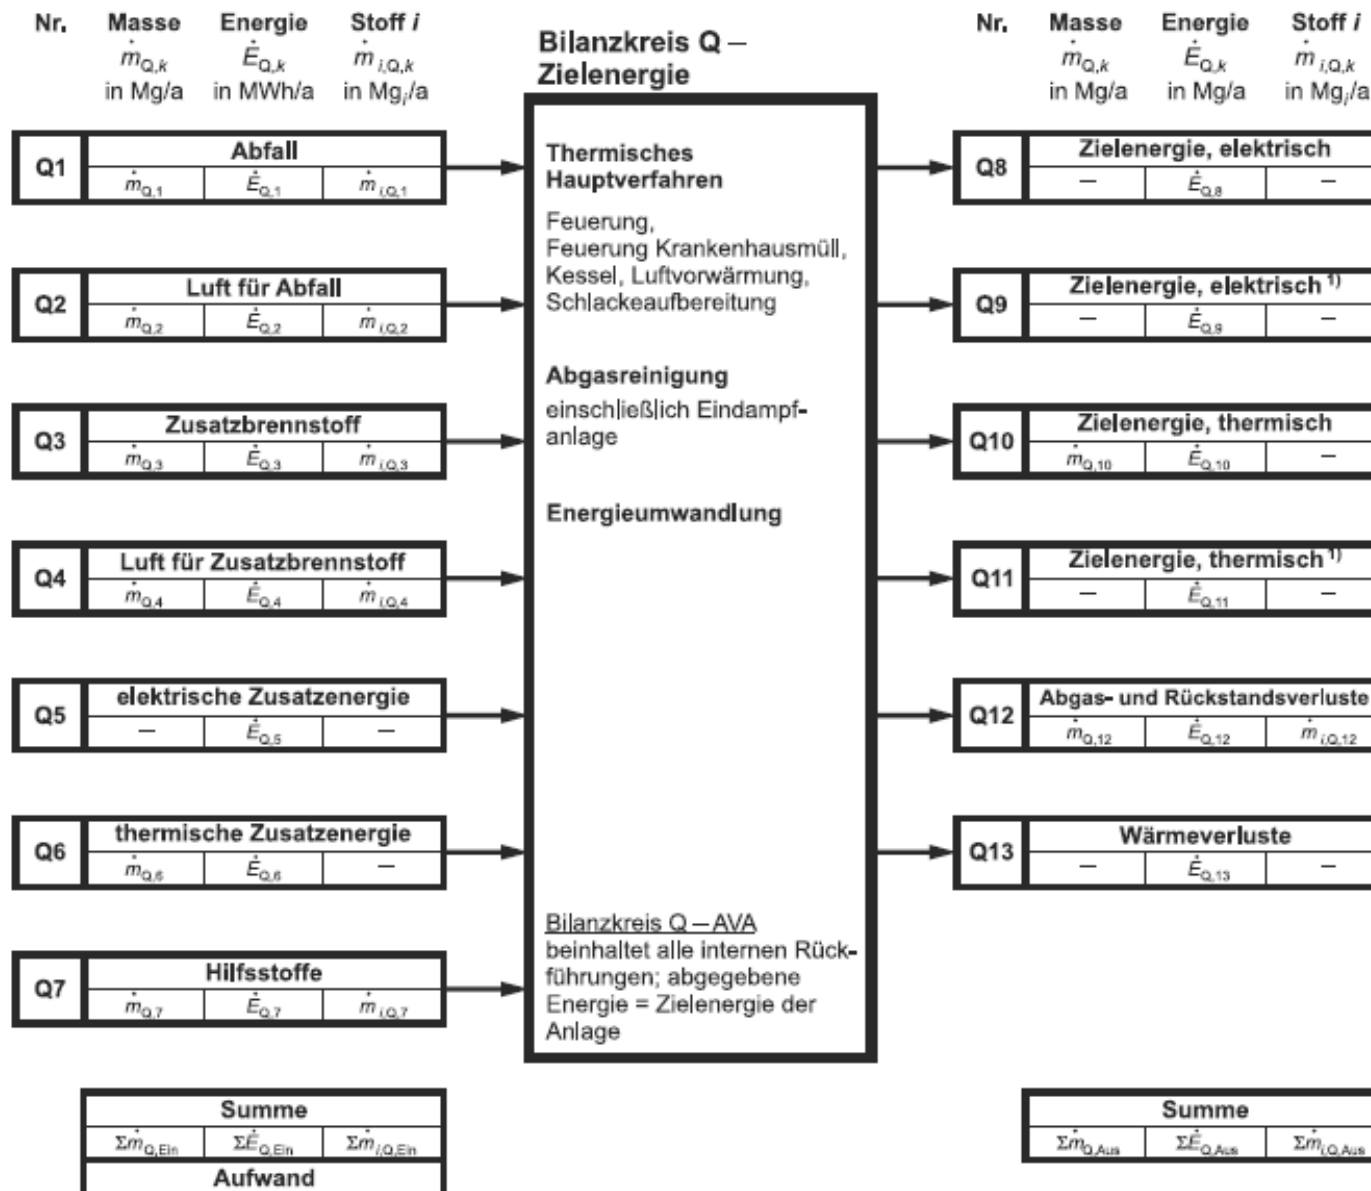 Nr. Masse Energie Stoff i
ṁQ,k ĖQ,k ṁi,Q,k
in Mg/a in MWh/a in Mgi/a
Q1 Abfall
ṁQ,1 ĖQ,1 ṁi,Q,1
Q2 Luft für Abfall
ṁQ,2 ĖQ,2 ṁi,Q,2
Q3 Zusatzbrennstoff
ṁQ,3 ĖQ,3 ṁi,Q,3
Q4 Luft für Zusatzbrennstoff
ṁQ,4 ĖQ,4 ṁi,Q,4
Q5 elektrische Zusatzenergie
– ĖQ,5 –
Q6 thermische Zusatzenergie
ṁQ,6 ĖQ,6 –
Q7 Hilfsstoffe
ṁQ,7 ĖQ,7 ṁi,Q,7
Summe
ΣṁQ,Ein ΣĖQ,Ein Σṁi,Q,Ein
Aufwand
Bilanzkreis Q –
Zielenergie
Thermisches
Hauptverfahren
Feuerung,
Feuerung Krankenhausmüll,
Kessel, Luftvorwärmung,
Schlackeaufbereitung
Abgasreinigung
einschließlich Eindampf-
anlage
Energieumwandlung
Bilanzkreis Q – AVA
beinhaltet alle internen Rück-
führungen; abgegebene
Energie = Zielenergie der
Anlage
Nr. Masse Energie Stoff i
ṁQ,k ĖQ,k ṁi,Q,k
in Mg/a in Mg/a in Mgi/a
Q8 Zielenergie, elektrisch
– ĖQ,8 –
Q9 Zielenergie, elektrisch 1)
– ĖQ,9 –
Q10 Zielenergie, thermisch
ṁQ,10 ĖQ,10 –
Q11 Zielenergie, thermisch 1)
– ĖQ,11 –
Q12 Abgas- und Rückstandsverluste
ṁQ,12 ĖQ,12 ṁi,Q,12
Q13 Wärmeverluste
– ĖQ,13 –
Summe
ΣṁQ,Aus ΣĖQ,Aus Σṁi,Q,Aus